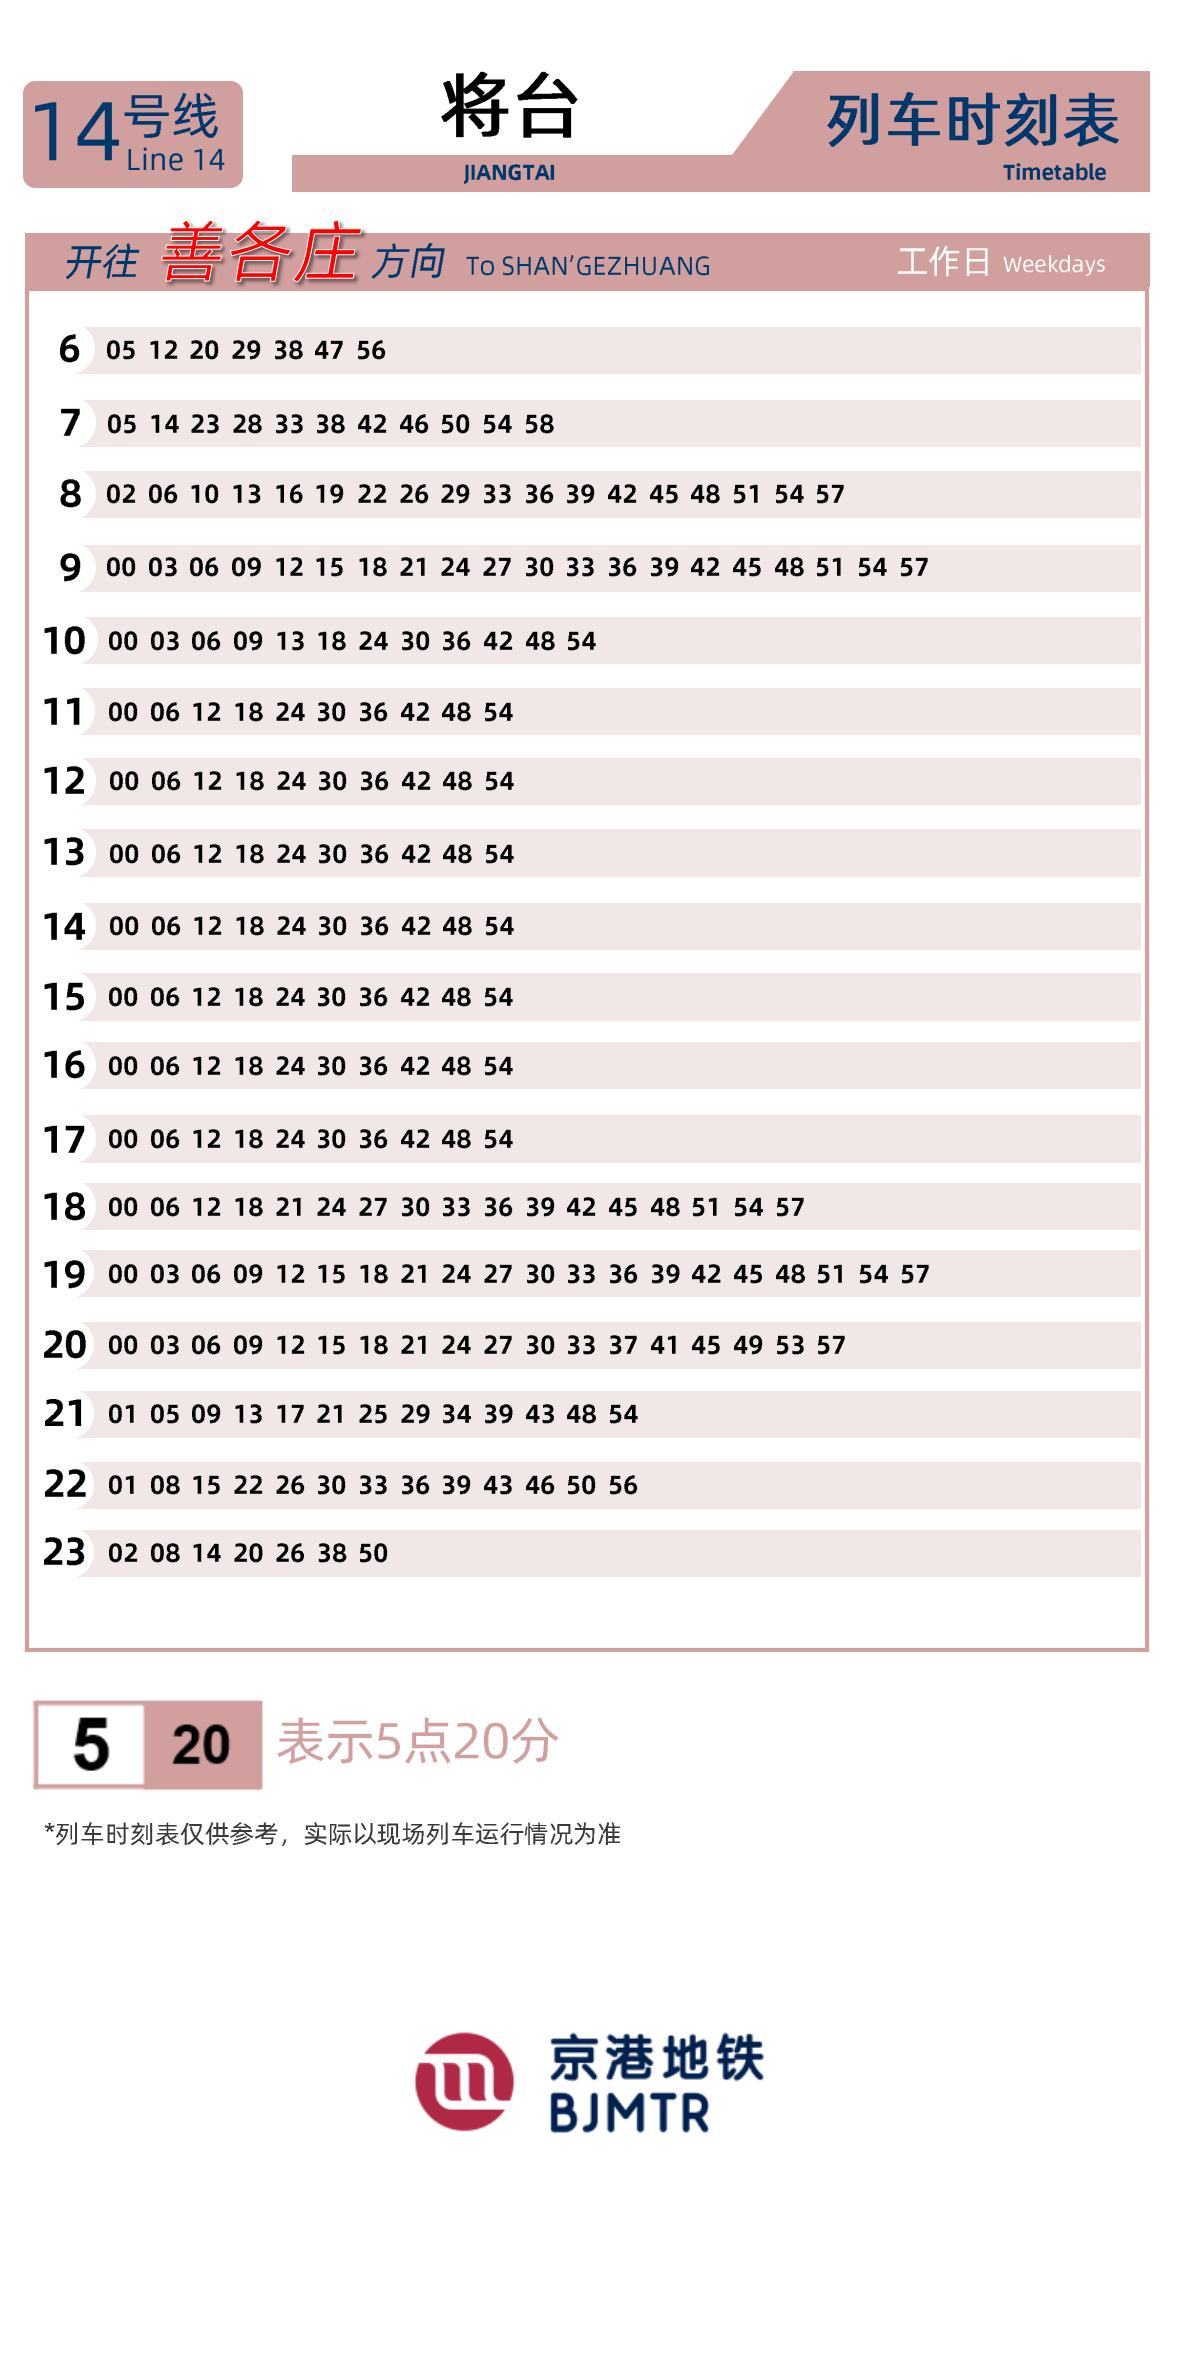 14号线
Line 14
将台
JIANGTAI
列车时刻表
Timetable
开往 善各庄 方向 To SHAN’GEZHUANG 工作日 Weekdays
6 05 12 20 29 38 47 56
7 05 14 23 28 33 38 42 46 50 54 58
8 02 06 10 13 16 19 22 26 29 33 36 39 42 45 48 51 54 57
9 00 03 06 09 12 15 18 21 24 27 30 33 36 39 42 45 48 51 54 57
10 00 03 06 09 13 18 24 30 36 42 48 54
11 00 06 12 18 24 30 36 42 48 54
12 00 06 12 18 24 30 36 42 48 54
13 00 06 12 18 24 30 36 42 48 54
14 00 06 12 18 24 30 36 42 48 54
15 00 06 12 18 24 30 36 42 48 54
16 00 06 12 18 24 30 36 42 48 54
17 00 06 12 18 24 30 36 42 48 54
18 00 06 12 18 21 24 27 30 33 36 39 42 45 48 51 54 57
19 00 03 06 09 12 15 18 21 24 27 30 33 36 39 42 45 48 51 54 57
20 00 03 06 09 12 15 18 21 24 27 30 33 37 41 45 49 53 57
21 01 05 09 13 17 21 25 29 34 39 43 48 54
22 01 08 15 22 26 30 33 36 39 43 46 50 56
23 02 08 14 20 26 38 50
5 20 表示5点20分
*列车时刻表仅供参考，实际以现场列车运行情况为准
京港地铁
BJMTR